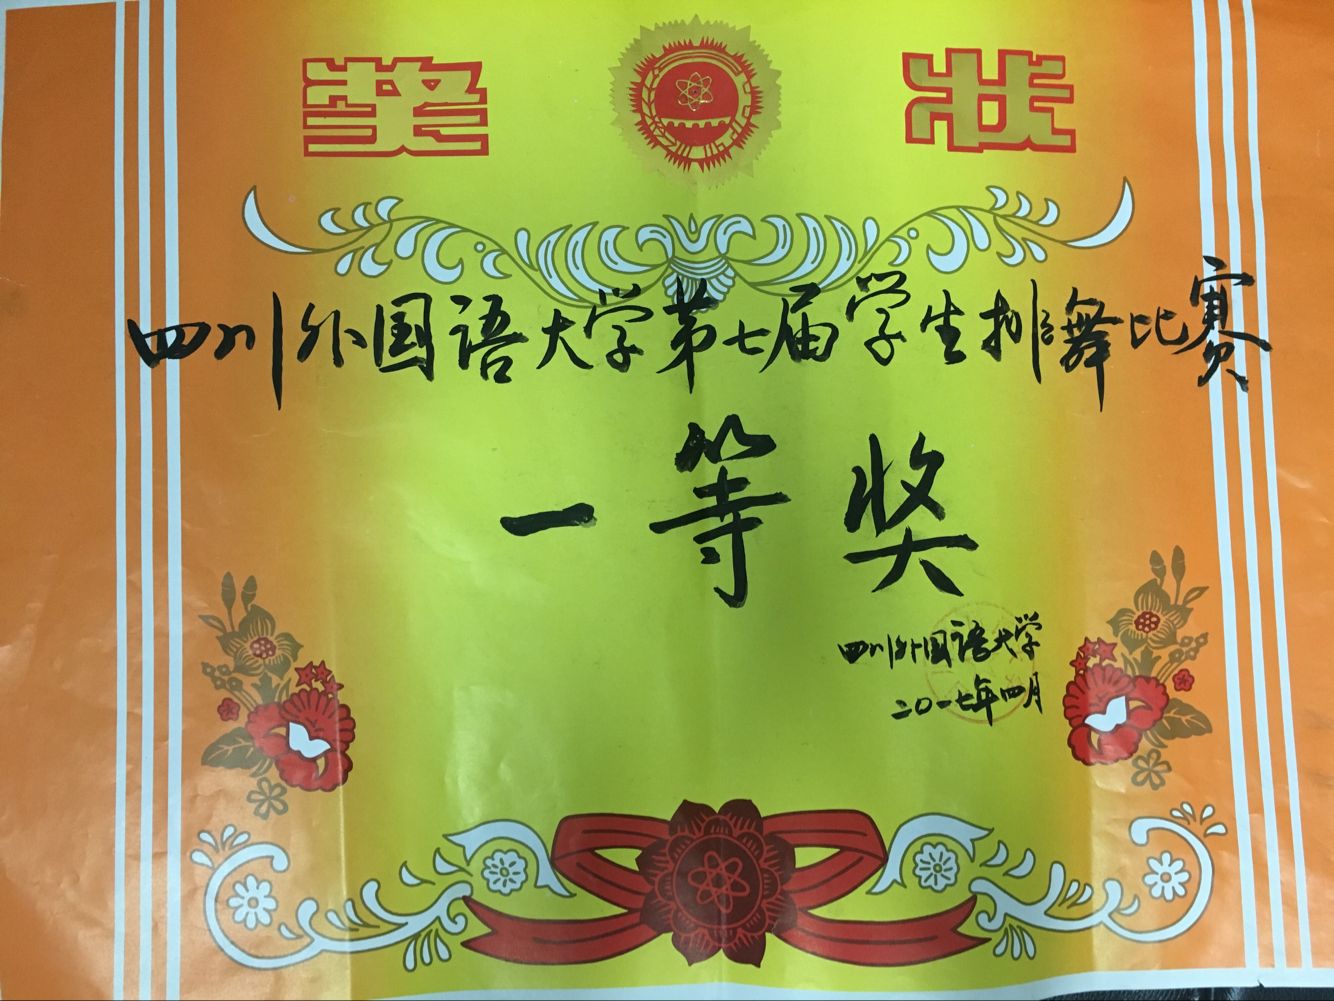 奖 状
四川外国语大学第七届学生排舞比赛
一等奖
四川外国语大学
二〇一七年四月